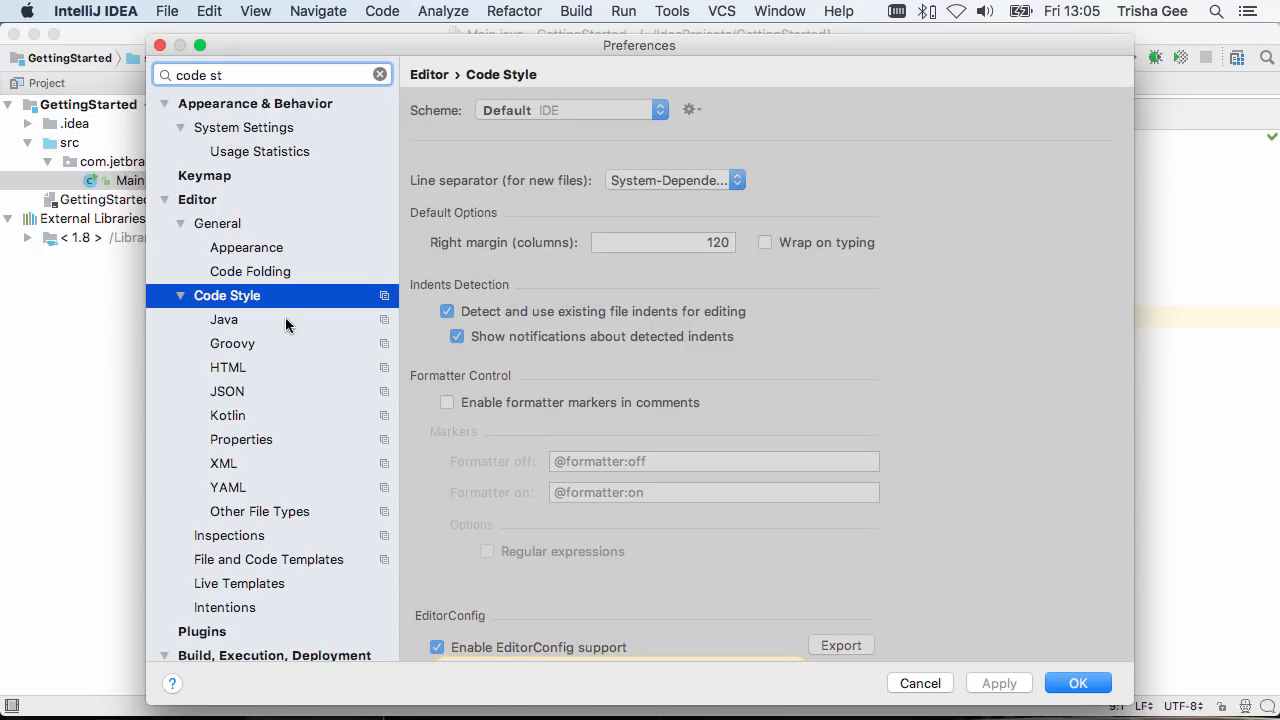 IntelliJ IDEA File Edit View Navigate Code Analyze Refactor Build Run Tools VCS Window Help Fri 13:05 Trisha Gee
Preferences
GettingStarted
code st
Editor › Code Style
Project
Appearance & Behavior
GettingStarted
Scheme: Default IDE
.idea
System Settings
src
Usage Statistics
com.jetbra
Keymap
Line separator (for new files): System-Depende...
Main
GettingStarted
Editor
Default Options
External Libraries
General
< 1.8 > /Libra
Right margin (columns): 120 Wrap on typing
Appearance
Code Folding
Indents Detection
Code Style
Detect and use existing file indents for editing
Java
Show notifications about detected indents
Groovy
HTML
Formatter Control
JSON
Enable formatter markers in comments
Kotlin
Markers
Properties
Formatter off: @formatter:off
XML
Formatter on: @formatter:on
YAML
Options
Other File Types
Inspections
Regular expressions
File and Code Templates
Live Templates
Intentions
EditorConfig
Plugins
Enable EditorConfig support Export
Build, Execution, Deployment
? Cancel Apply OK
9:1 LF UTF-8